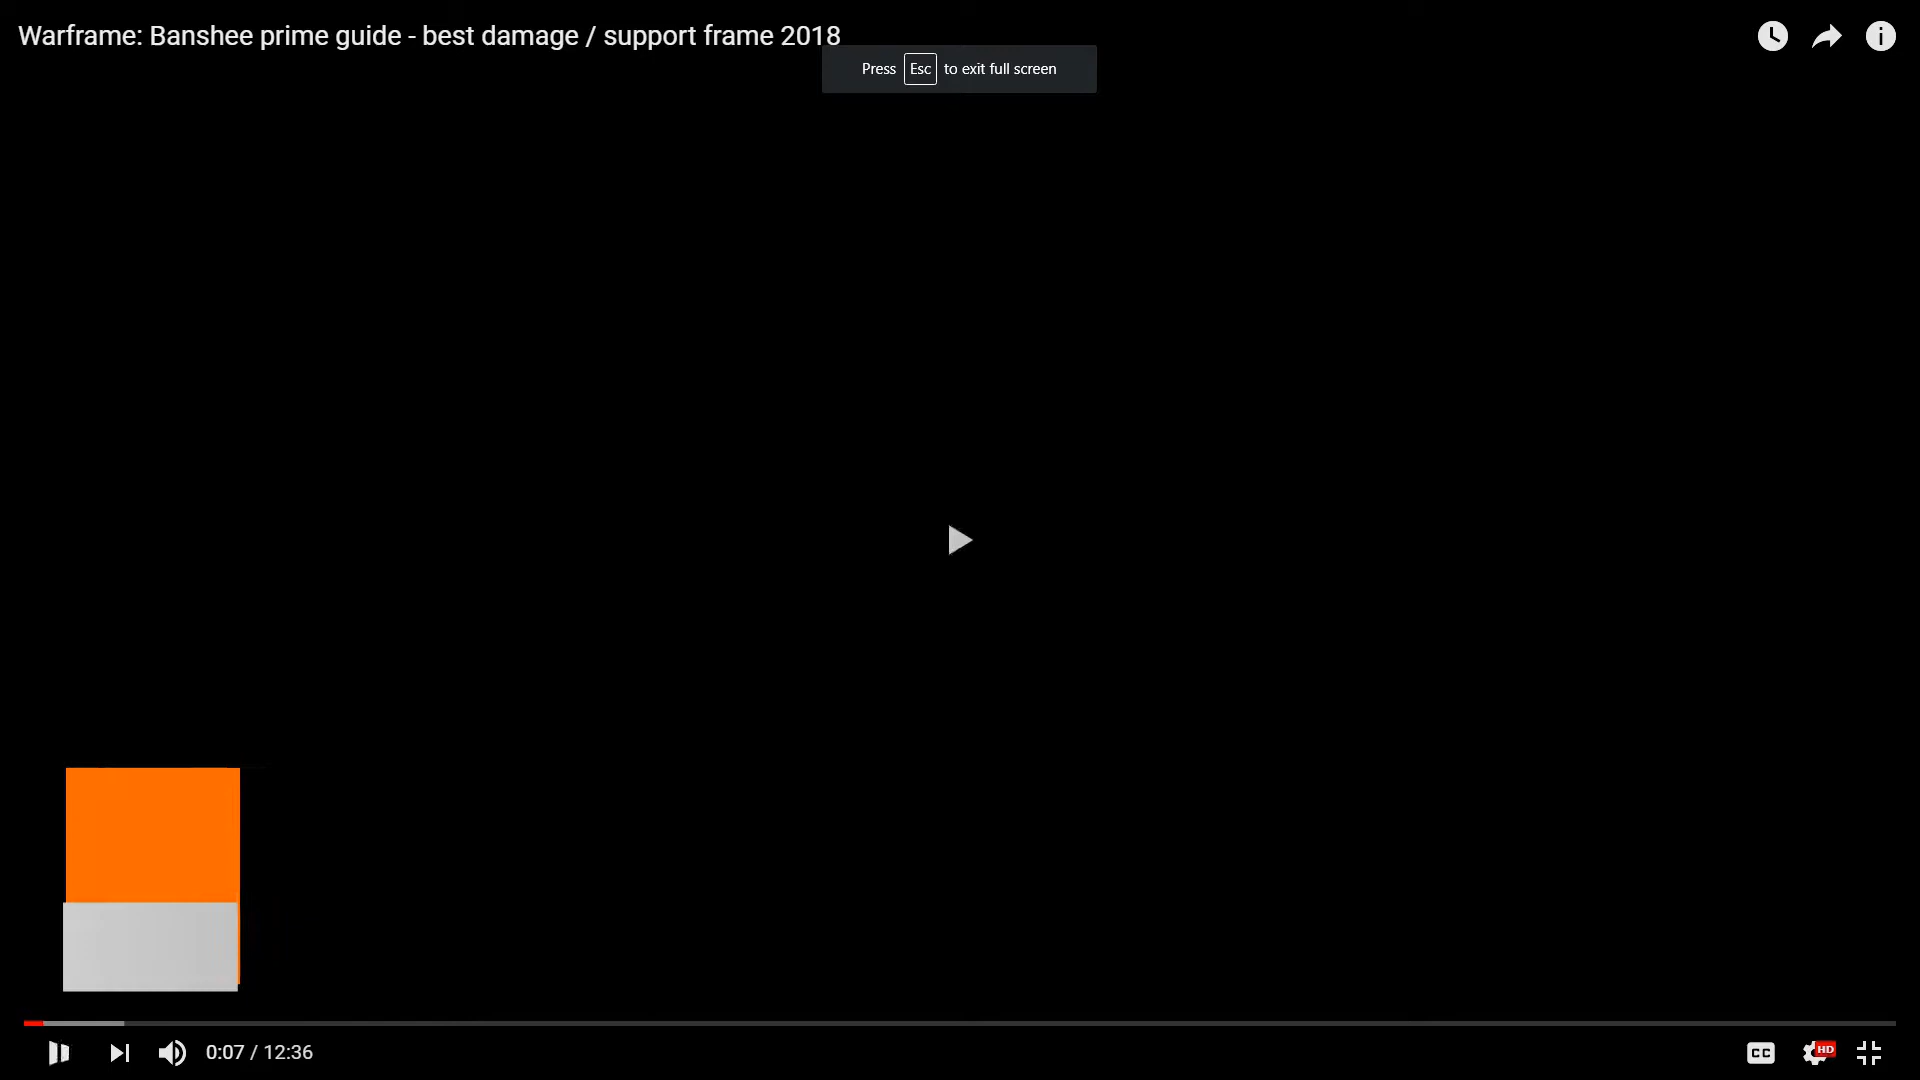 Warframe: Banshee prime guide - best damage / support frame 2018
Press Esc to exit full screen
0:07 / 12:36
CC
HD